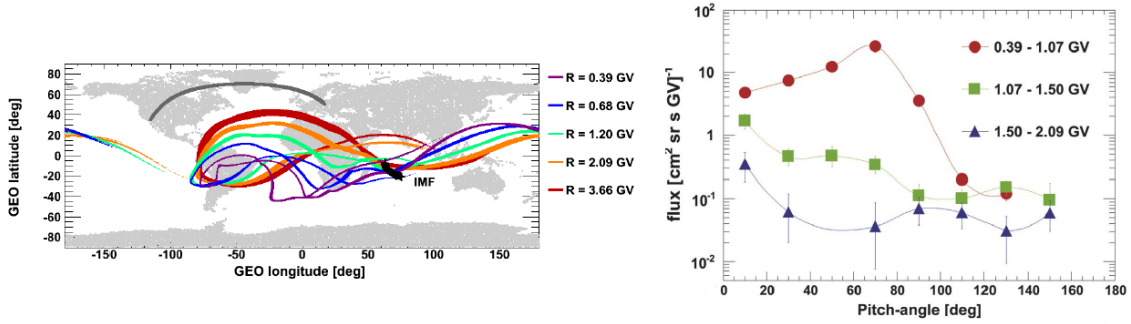 GEO latitude [deg]
80
60
40
20
0
-20
-40
-60
-80
-150 -100 -50 0 50 100 150
GEO longitude [deg]
IMF
R = 0.39 GV
R = 0.68 GV
R = 1.20 GV
R = 2.09 GV
R = 3.66 GV
flux [cm² sr s GV]⁻¹
10²
10
1
10⁻¹
10⁻²
0 20 40 60 80 100 120 140 160 180
Pitch-angle [deg]
0.39 - 1.07 GV
1.07 - 1.50 GV
1.50 - 2.09 GV